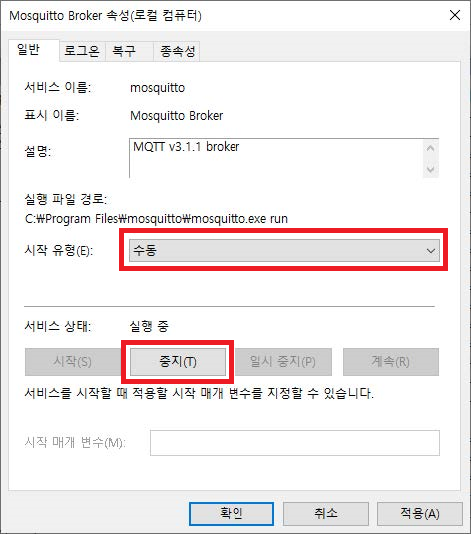 Mosquitto Broker 속성(로컬 컴퓨터)
일반 로그온 복구 종속성
서비스 이름: mosquitto
표시 이름: Mosquitto Broker
설명: MQTT v3.1.1 broker
실행 파일 경로:
C:₩Program Files₩mosquitto₩mosquitto.exe run
시작 유형(E): 수동
서비스 상태: 실행 중
시작(S) 중지(T) 일시 중지(P) 계속(R)
서비스를 시작할 때 적용할 시작 매개 변수를 지정할 수 있습니다.
시작 매개 변수(M):
확인 취소 적용(A)